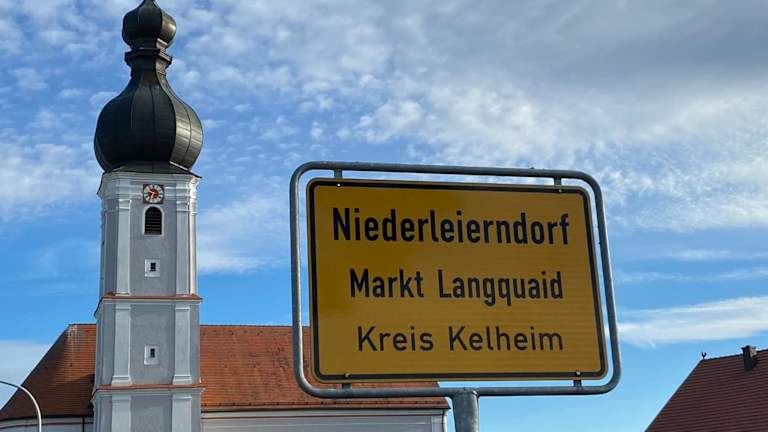 Niederleierndorf
Markt Langquaid
Kreis Kelheim